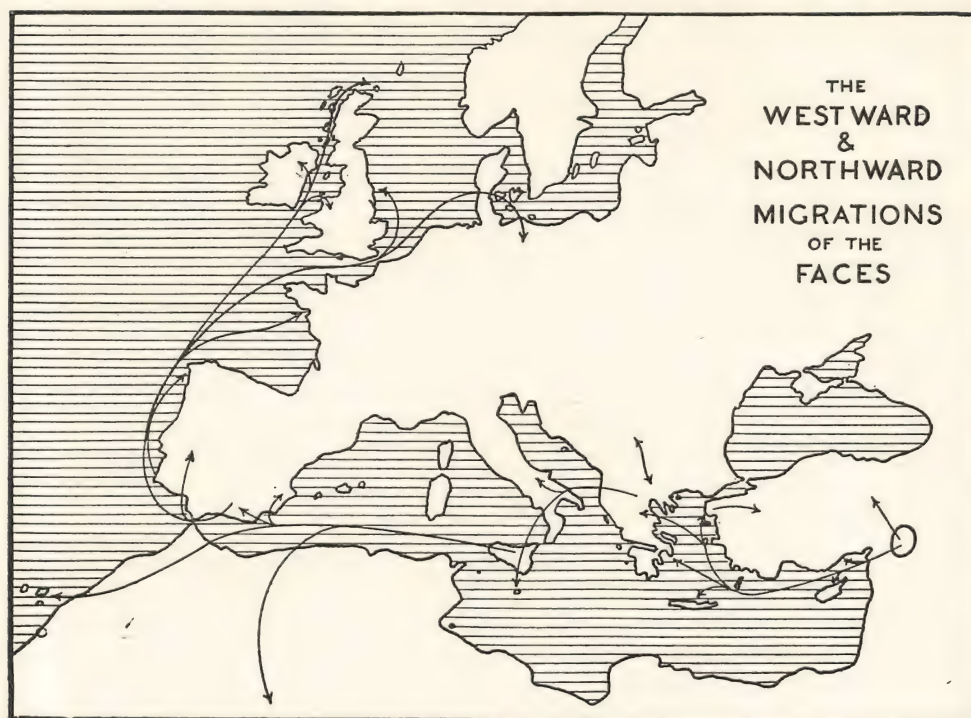 THE
WESTWARD
&
NORTHWARD
MIGRATIONS
OF THE
FACES